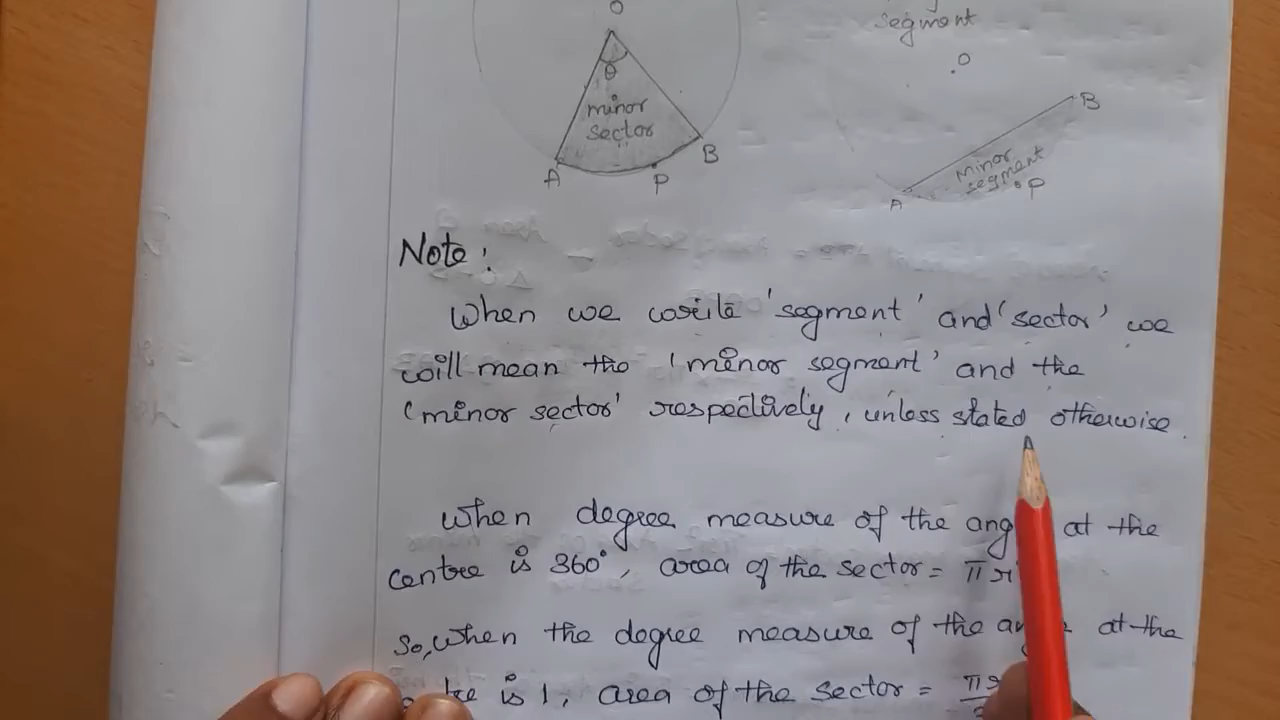 O
segment
O
θ
minor
sector
B
minor
segment
A
P
B
P
A
Note:
When we write 'segment' and 'sector' we
will mean the 'minor segment' and the
'minor sector' respectively, unless stated otherwise.
When degree measure of the ang at the
centre is 360°, area of the sector = πr
So, when the degree measure of the at the
is 1, area of the sector =